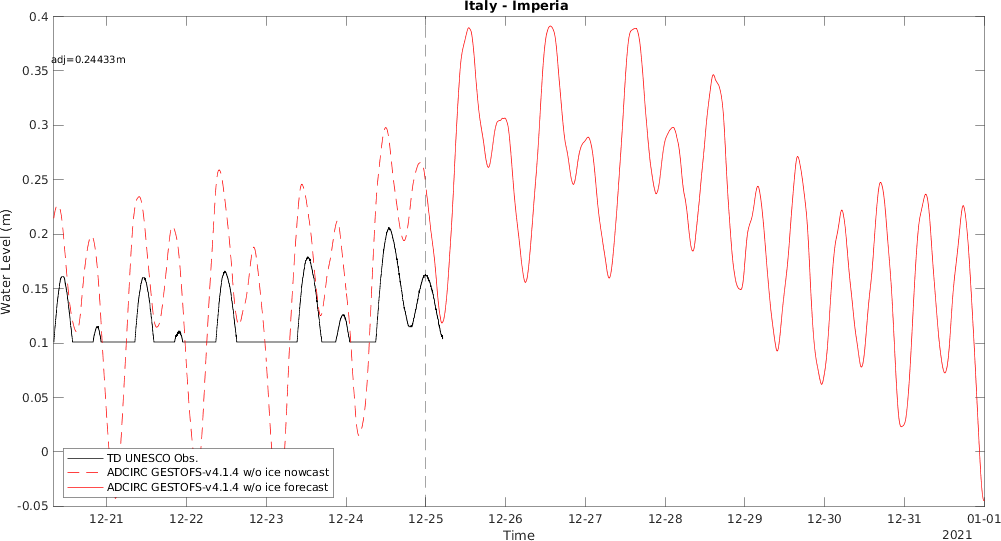 Italy - Imperia
adj=0.24433m
0.4
0.35
0.3
0.25
0.2
0.15
0.1
0.05
0
-0.05
Water Level (m)
TD UNESCO Obs.
ADCIRC GESTOFS-v4.1.4 w/o ice nowcast
ADCIRC GESTOFS-v4.1.4 w/o ice forecast
12-21 12-22 12-23 12-24 12-25 12-26 12-27 12-28 12-29 12-30 12-31 01-01
Time
2021